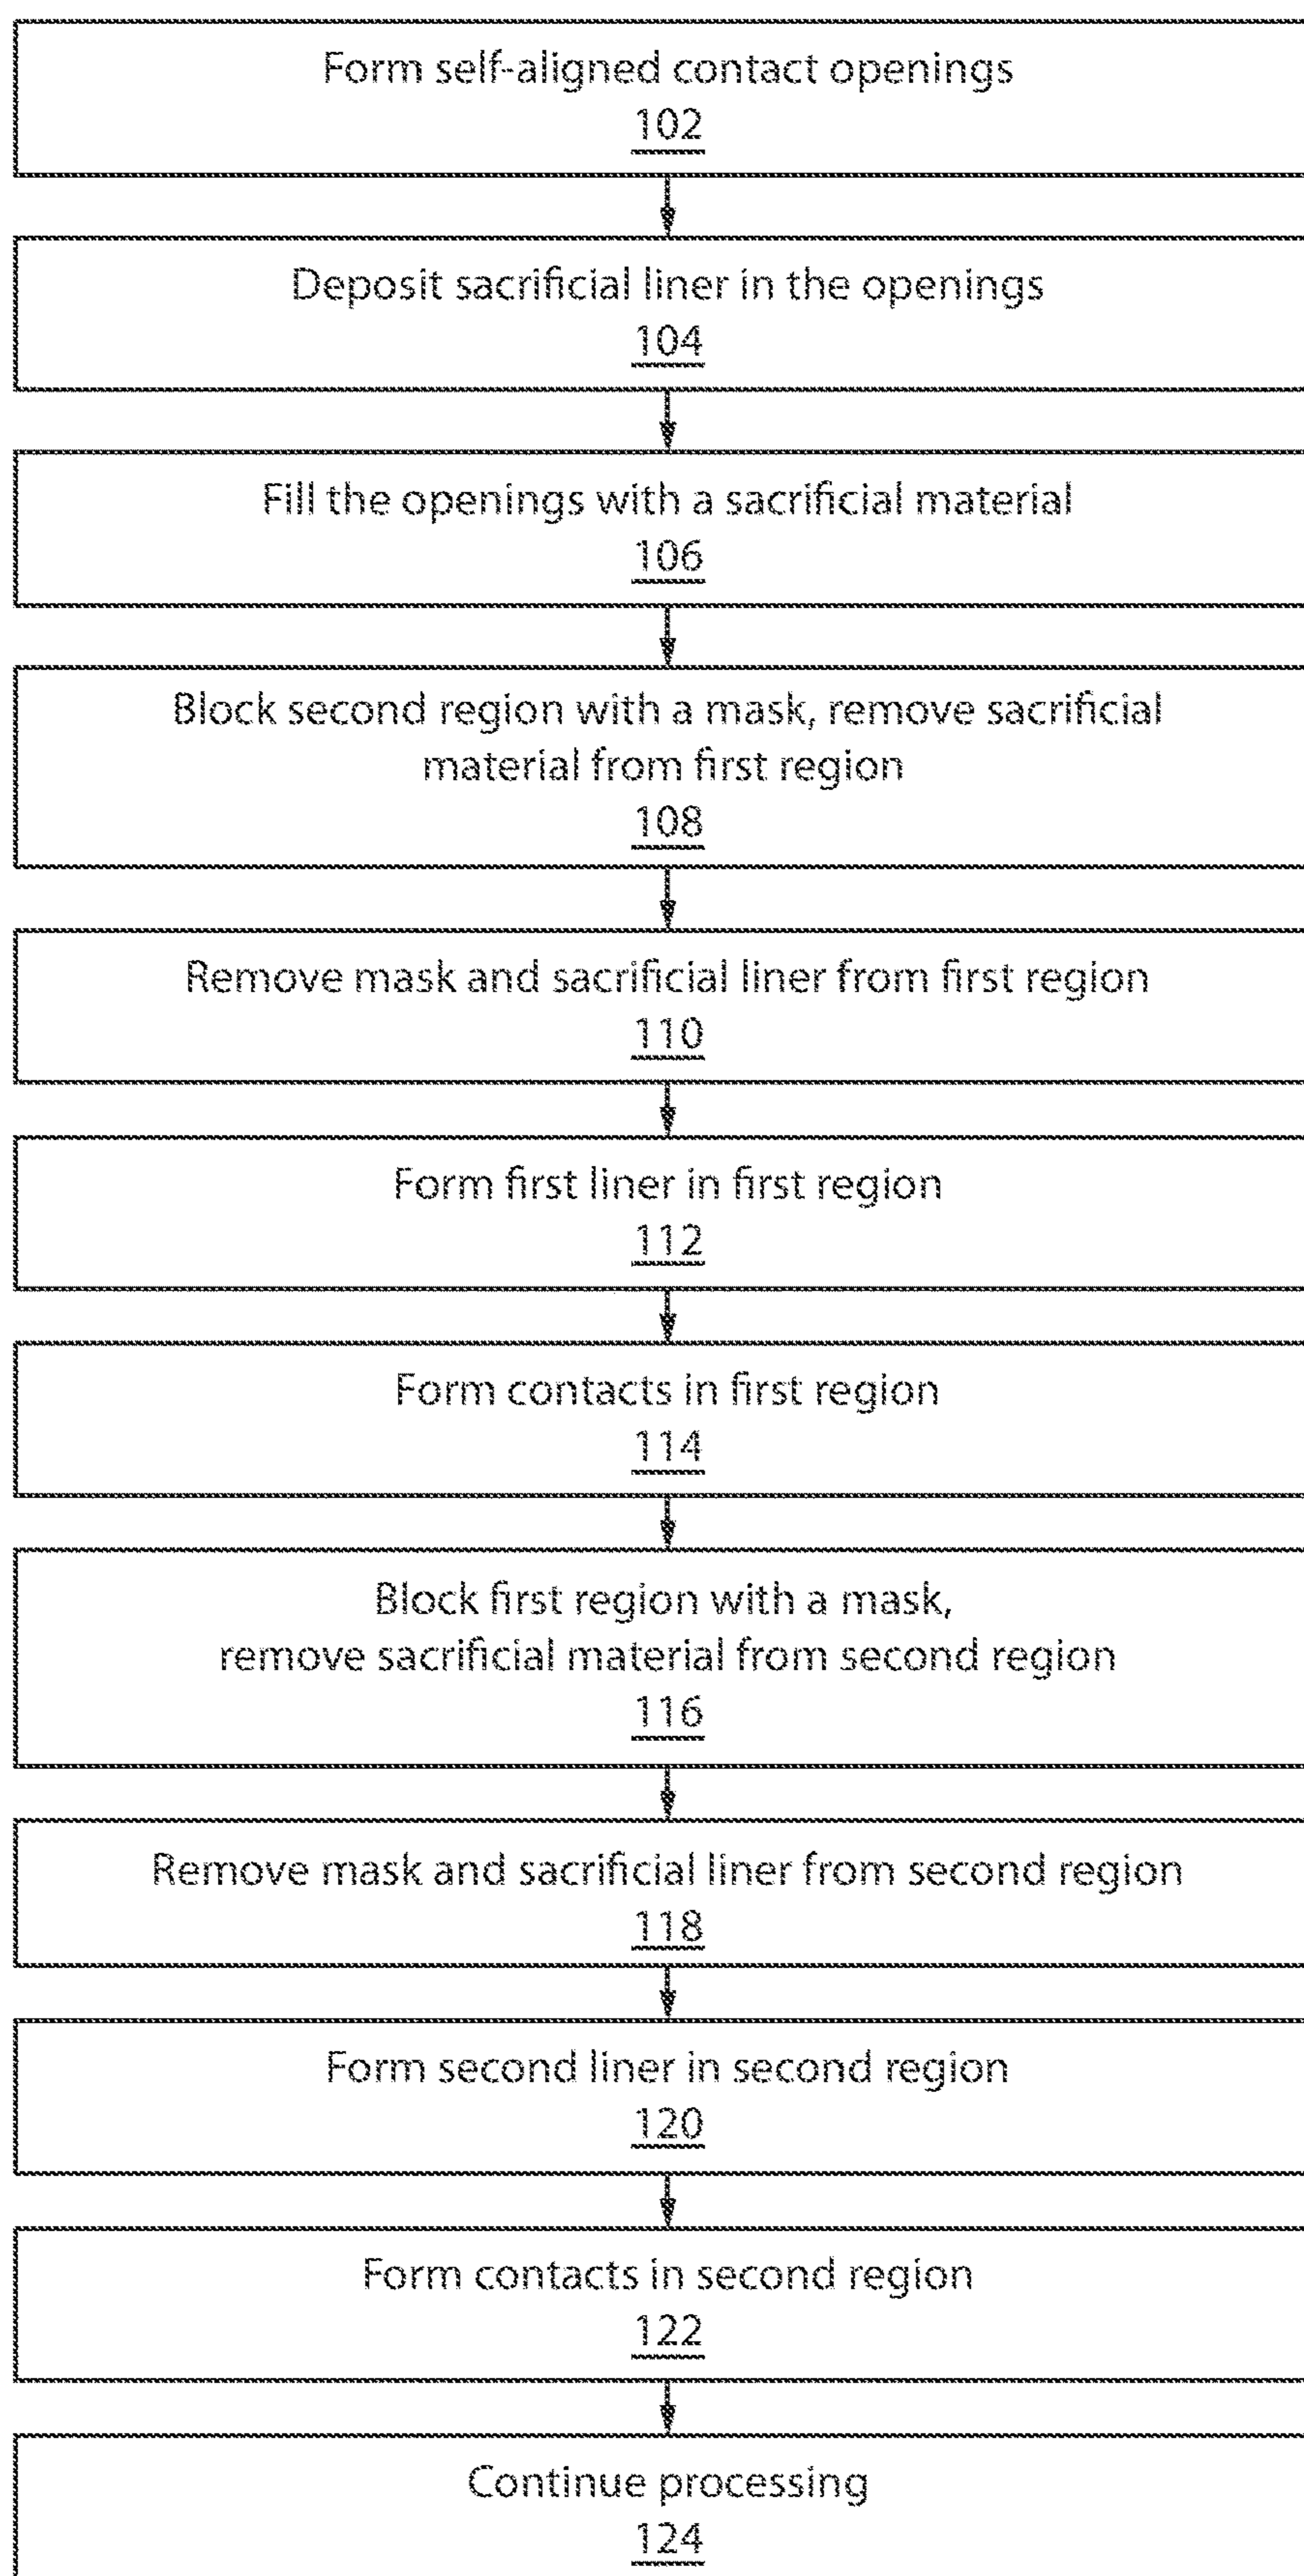 Form self-aligned contact openings
102
Deposit sacrificial liner in the openings
104
Fill the openings with a sacrificial material
106
Block second region with a mask, remove sacrificial
material from first region
108
Remove mask and sacrificial liner from first region
110
Form first liner in first region
112
Form contacts in first region
114
Block first region with a mask,
remove sacrificial material from second region
116
Remove mask and sacrificial liner from second region
118
Form second liner in second region
120
Form contacts in second region
122
Continue processing
124